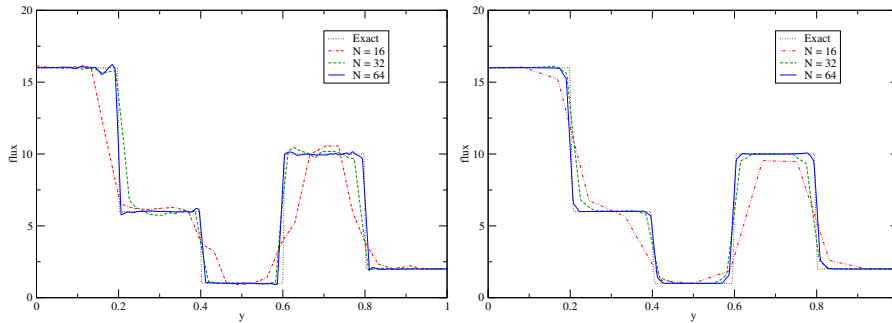 20
15
10
5
0
flux
0
0.2
0.4
0.6
0.8
1
y
Exact
N = 16
N = 32
N = 64
20
15
10
5
0
flux
0
0.2
0.4
0.6
0.8
y
Exact
N = 16
N = 32
N = 64